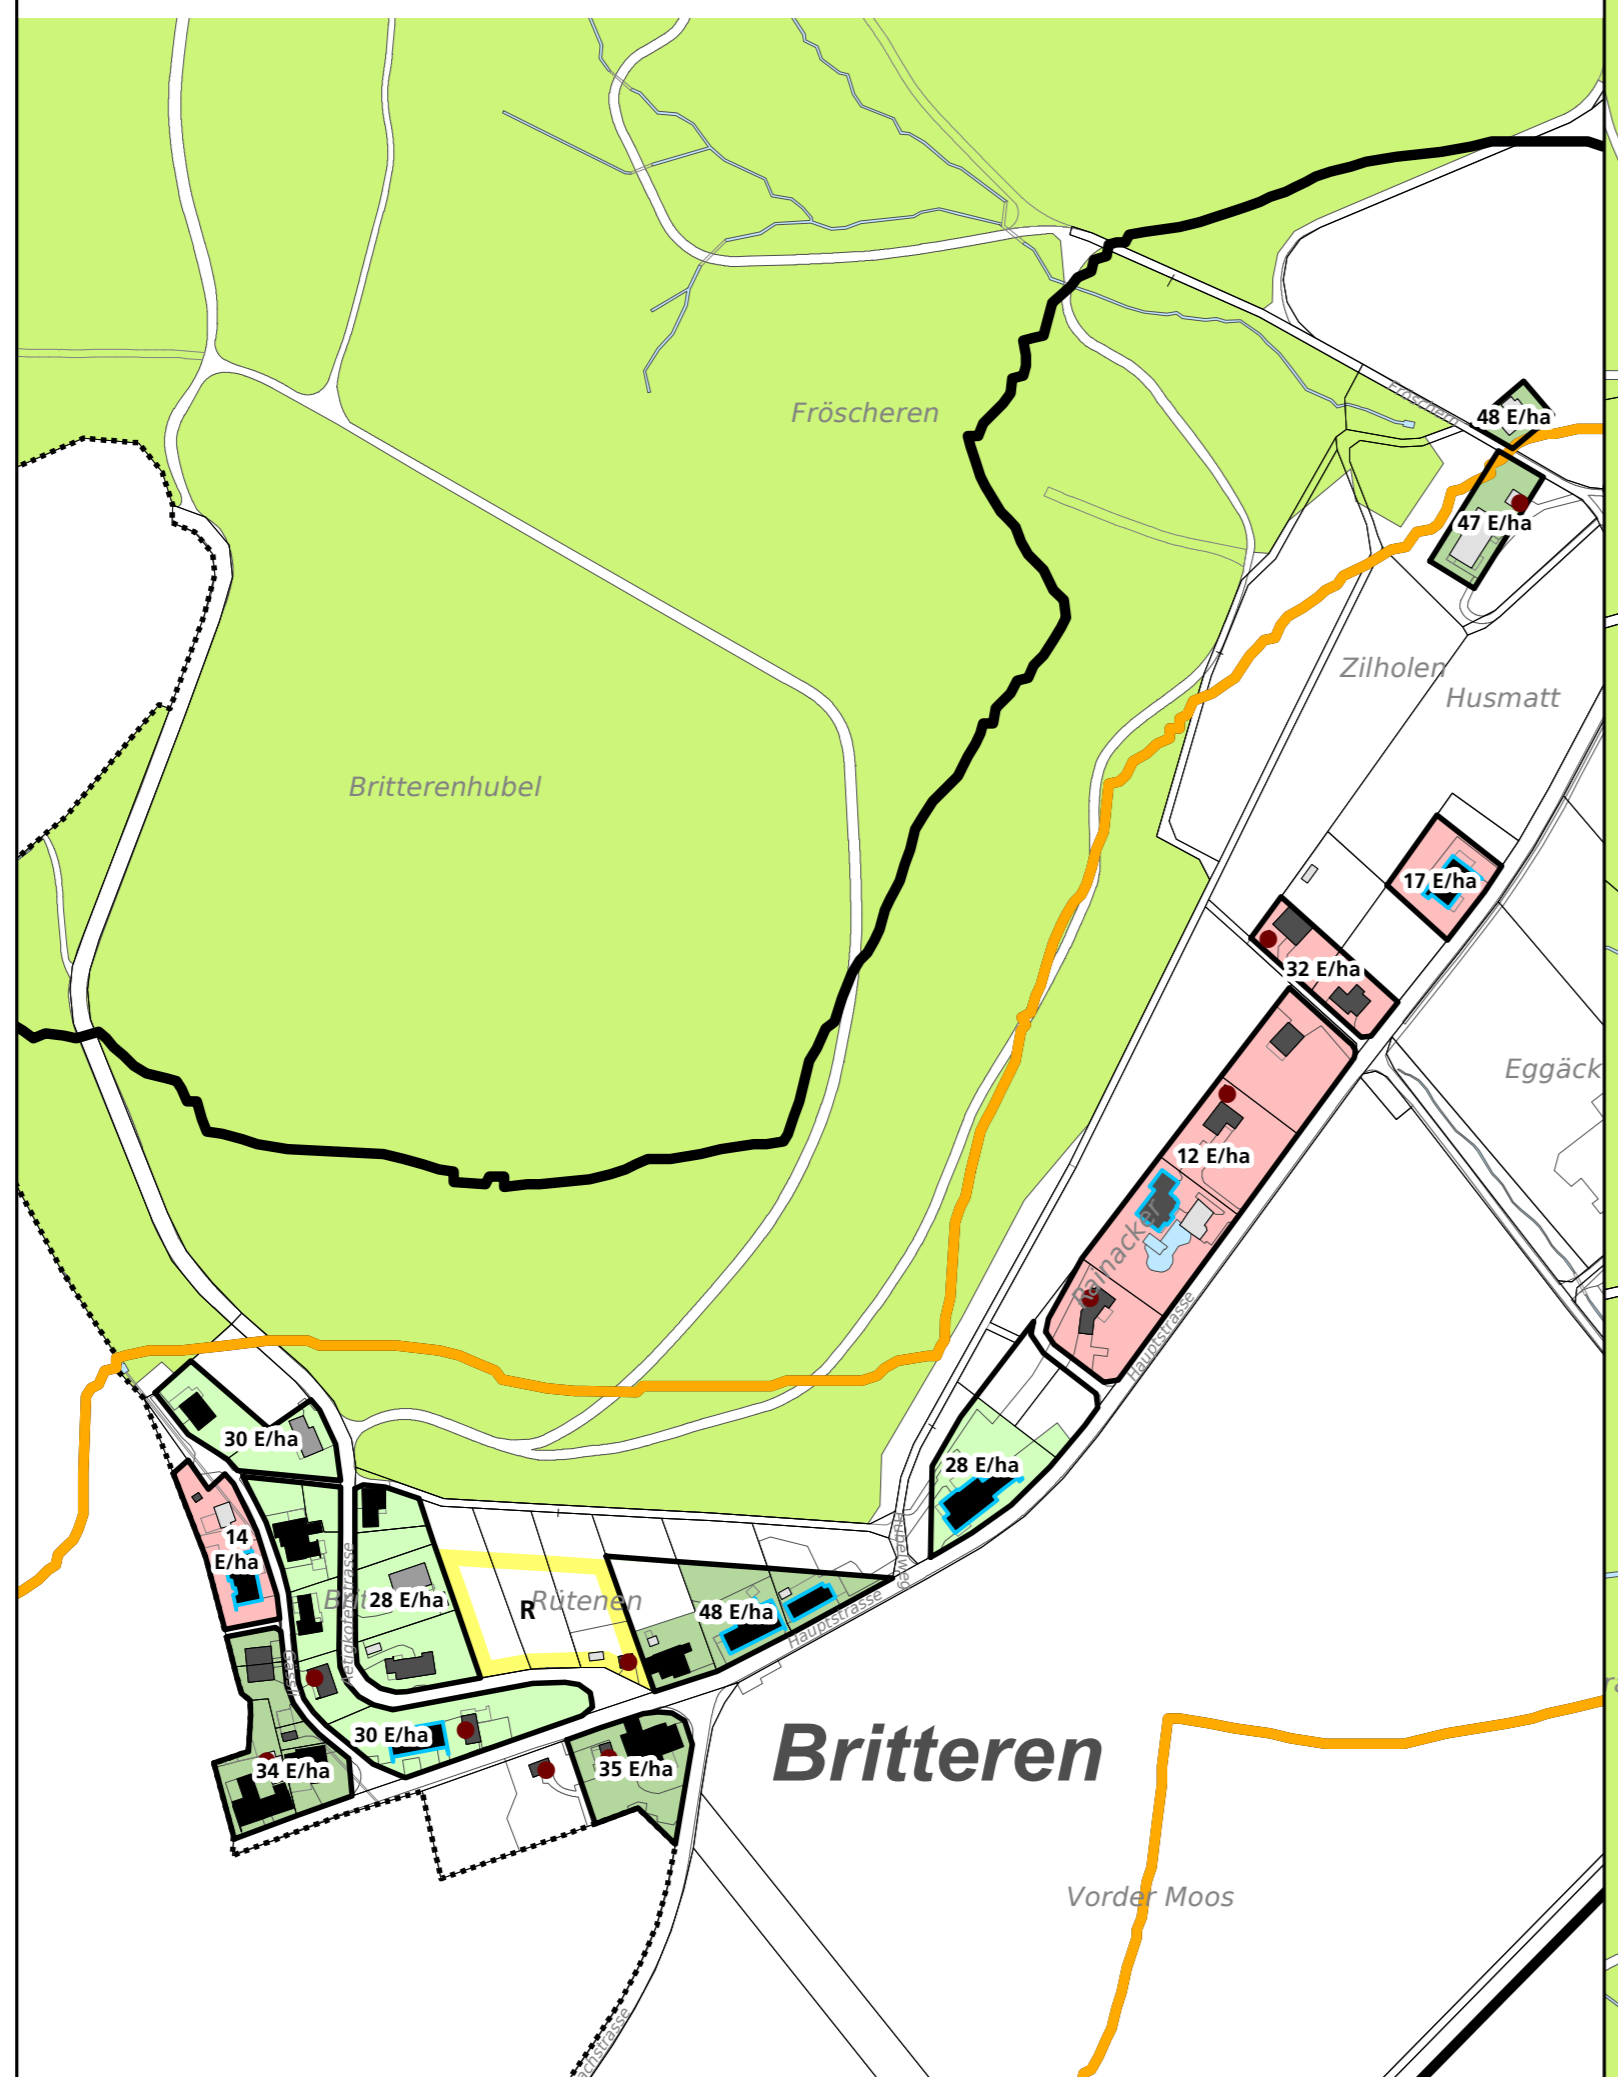 Fröscheren
Fröschern
48 E/ha
47 E/ha
Zilholen
Husmatt
Britterenhubel
17 E/ha
32 E/ha
Eggäck
12 E/ha
Rainacker
Hauptstrasse
30 E/ha
28 E/ha
14
E/ha
Hubelweg
28 E/ha
R
Rütenen
48 E/ha
Hauptstrasse
30 E/ha
34 E/ha
35 E/ha
Britteren
Vorder Moos